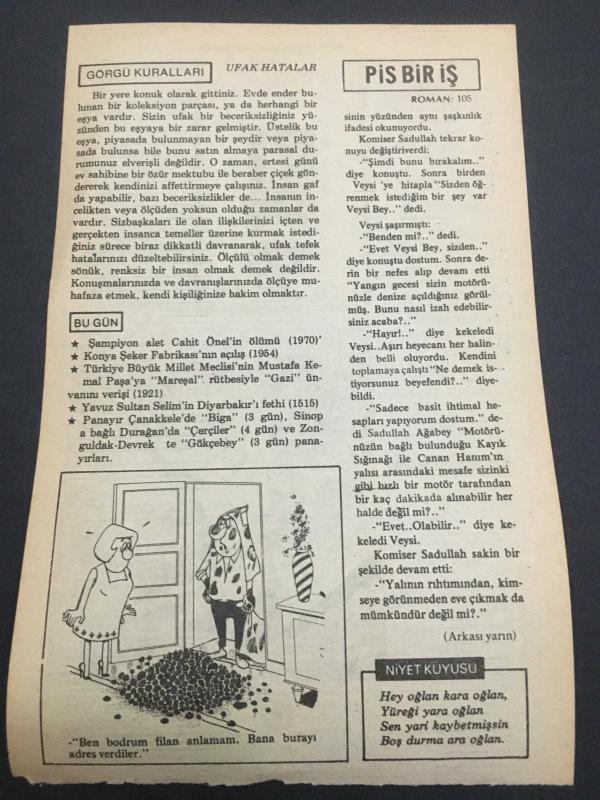 GÖRGÜ KURALLARI
UFAK HATALAR
Bir yere konuk olarak gittiniz. Evde ender bu-
lunan bir koleksiyon parçası, ya da herhangi bir
eşya vardır. Sizin ufak bir beceriksizliğiniz yü-
zünden bu eşyaya bir zarar gelmiştir. Üstelik bu
eşya, piyasada bulunmayan bir şeydir veya piya-
sada bulunsa bile bunu satın almaya parasal du-
rumunuz elverişli değildir. O zaman, ertesi günü
ev sahibine bir özür mektubu ile beraber çiçek gön-
dererek kendinizi affettirmeye çalışınız. İnsan gaf
da yapabilir, bazı beceriksizlikler de... İnsanın in-
celikten veya ölçüden yoksun olduğu zamanlar da
vardır. Sizbaşkaları ile olan ilişkilerinizi içten ve
gerçekten insanca temeller üzerine kurmak istedi-
ğiniz sürece biraz dikkatli davranarak, ufak tefek
hatalarınızı düzeltebilirsiniz. Ölçülü olmak demek
sönük, renksiz bir insan olmak demek değildir.
Konuşmalarınızda ve davranışlarınızda ölçüye mu-
hafaza etmek, kendi kişiliğinize hakim olmaktır.
BU GÜN
★ Şampiyon alet Cahit Önel'in ölümü (1970)'
★ Konya Şeker Fabrikası'nın açılış (1954)
★ Türkiye Büyük Millet Meclisi'nin Mustafa Ke-
mal Paşa'ya "Mareşal" rütbesiyle "Gazi" ün-
vanını verişi (1921)
★ Yavuz Sultan Selim'in Diyarbakır'ı fethi (1515)
★ Panayır Çanakkele'de "Biga" (3 gün), Sinop
a bağlı Durağan'da "Çerçiler" (4 gün) ve Zon-
guldak-Devrek te "Gökçebey" (3 gün) pana-
yırları.
-"Ben bodrum filan anlamam. Bana burayı
adres verdiler."
PİS BİR İŞ
ROMAN: 105
sinin yüzünden aynı şaşkınlık
ifadesi okunuyordu.
Komiser Sadullah tekrar ko-
nuyu değiştiriverdi:
-"Şimdi bunu bırakalım.."
diye konuştu. Sonra birden
Veysi 'ye hitapla "Sizden öğ-
renmek istediğim bir şey var
Veysi Bey.." dedi.
Veysi şaşırmıştı:
-"Benden mi?.." dedi.
-"Evet Veysi Bey, sizden.."
diye konuştu dostum. Sonra de-
rin bir nefes alıp devam etti
"Yangın gecesi sizin motörü-
nüzle denize açıldığınız görül-
müş. Bunu nasıl izah edebilir-
siniz acaba?.."
-"Hayır!.." diye kekeledi
Veysi..Aşırı heyecanı her halin-
den belli oluyordu. Kendini
toplamaya çalıştı "Ne demek is-
tiyorsunuz beyefendi?.." diye-
bildi.
-"Sadece basit ihtimal he-
sapları yapıyorum dostum." de-
di Sadullah Ağabey "Motörü-
nüzün bağlı bulunduğu Kayık
Sığınağı ile Canan Hanım'ın
yalısı arasındaki mesafe sizinki
gibi hızlı bir motör tarafından
bir kaç dakikada alınabilir her
halde değil mi?.."
-"Evet..Olabilir.." diye ke-
keledi Veysi.
Komiser Sadullah sakin bir
şekilde devam etti:
-"Yalının rıhtımından, kim-
seye görünmeden eve çıkmak da
mümkündür değil mi?."
(Arkası yarın)
NİYET KUYUSU
Hey oğlan kara oğlan,
Yüreği yara oğlan
Sen yari kaybetmişsin
Boş durma ara oğlan.